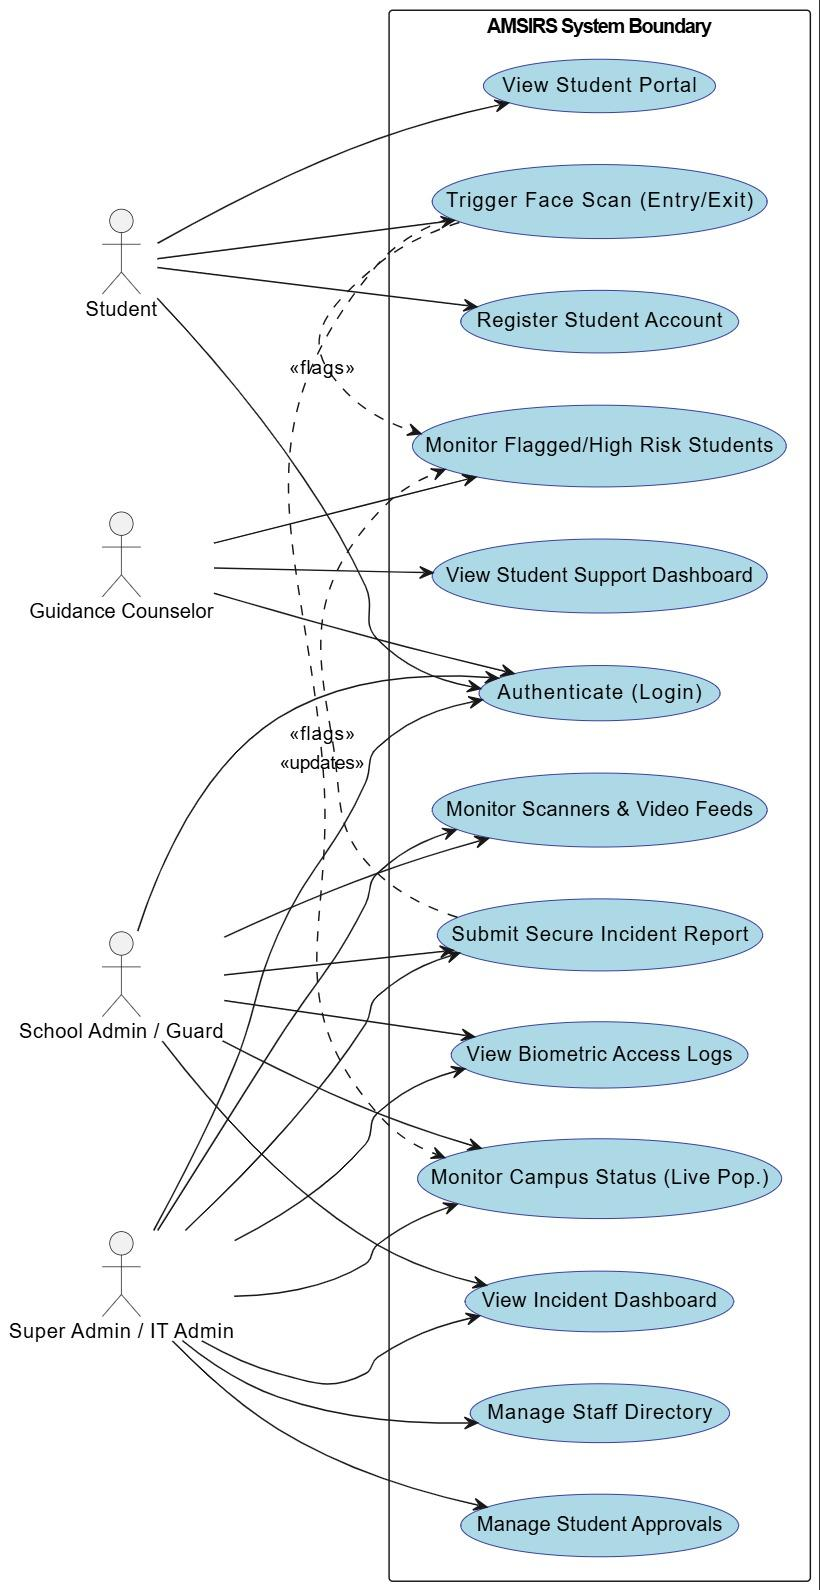 AMSIRS System Boundary
View Student Portal
Trigger Face Scan (Entry/Exit)
Student
Register Student Account
«flags»
Monitor Flagged/High Risk Students
View Student Support Dashboard
Guidance Counselor
Authenticate (Login)
«flags»
«updates»
Monitor Scanners & Video Feeds
Submit Secure Incident Report
School Admin / Guard
View Biometric Access Logs
Monitor Campus Status (Live Pop.)
View Incident Dashboard
Super Admin / IT Admin
Manage Staff Directory
Manage Student Approvals